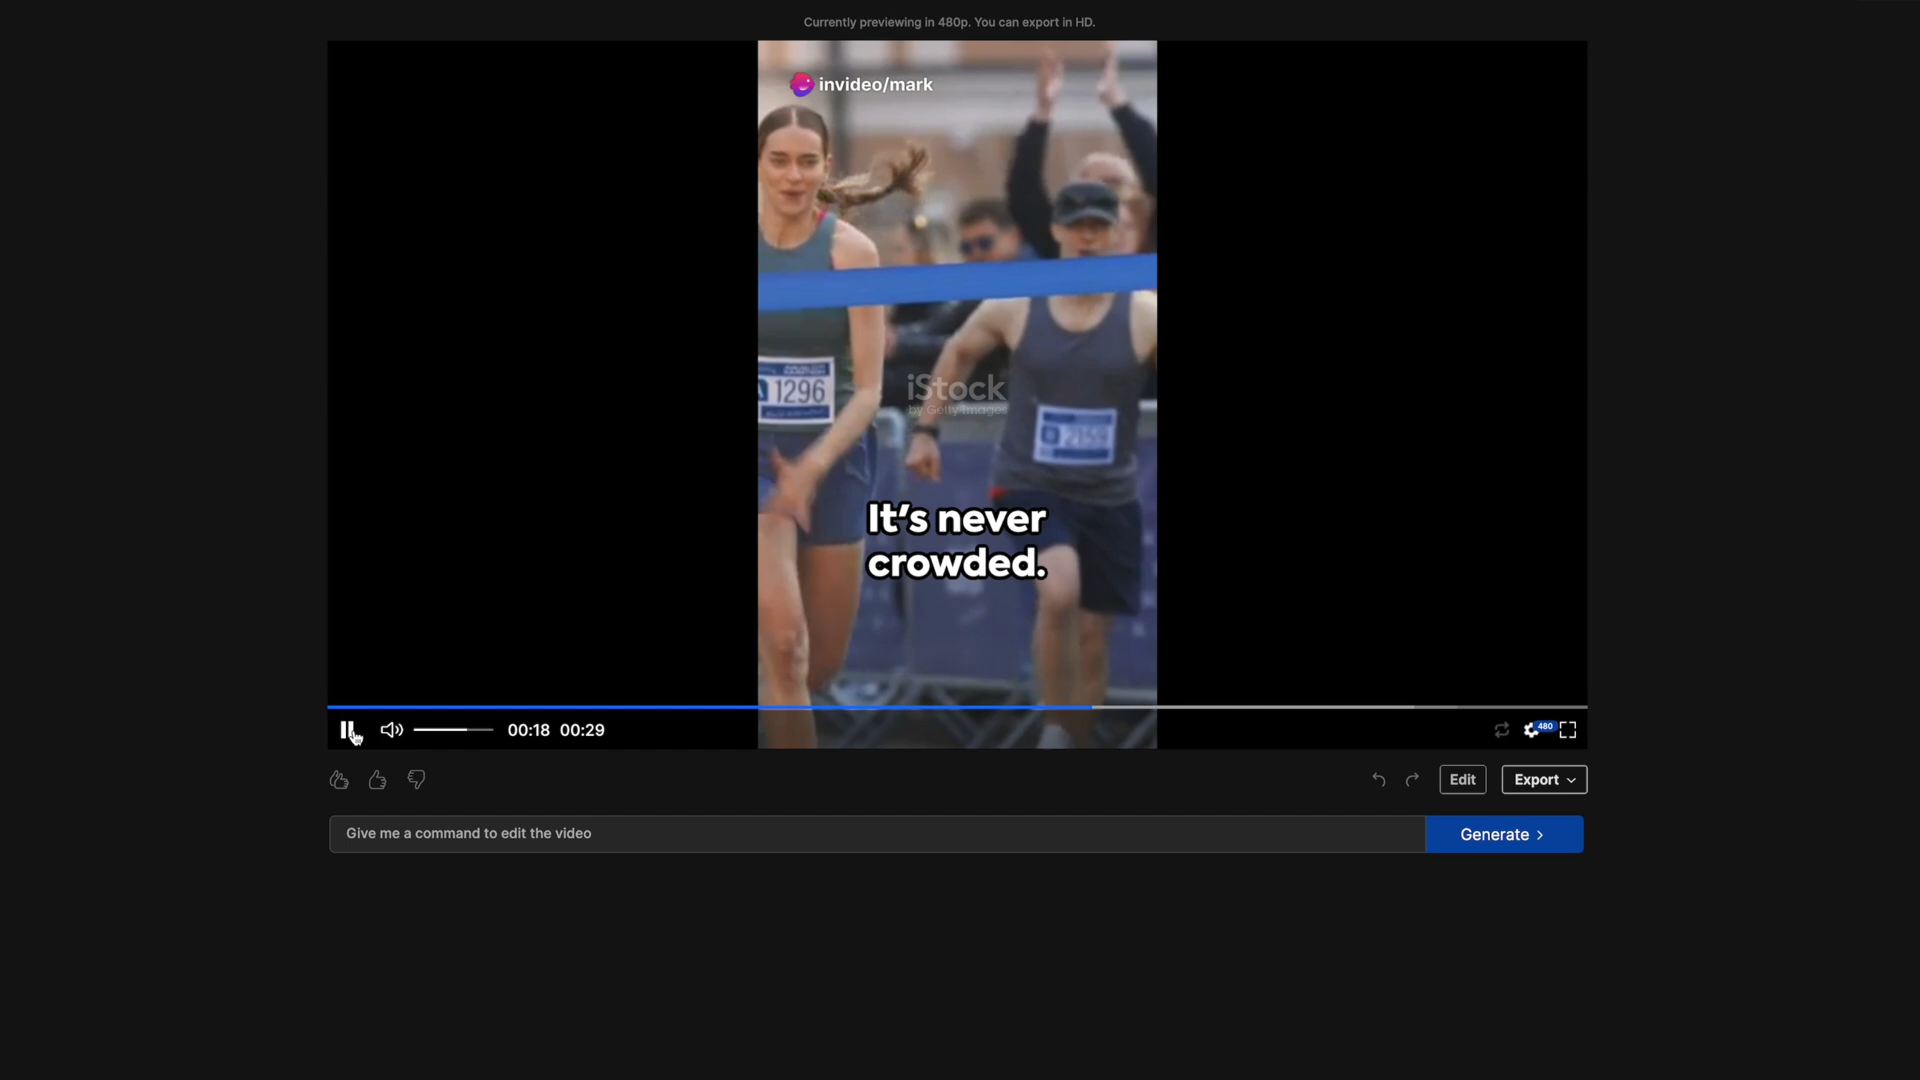 Currently previewing in 480p. You can export in HD.
invideo/mark
1296
iStock
by Getty Images
2159
It's never
crowded.
00:18 00:29
480
Edit
Export
Give me a command to edit the video
Generate